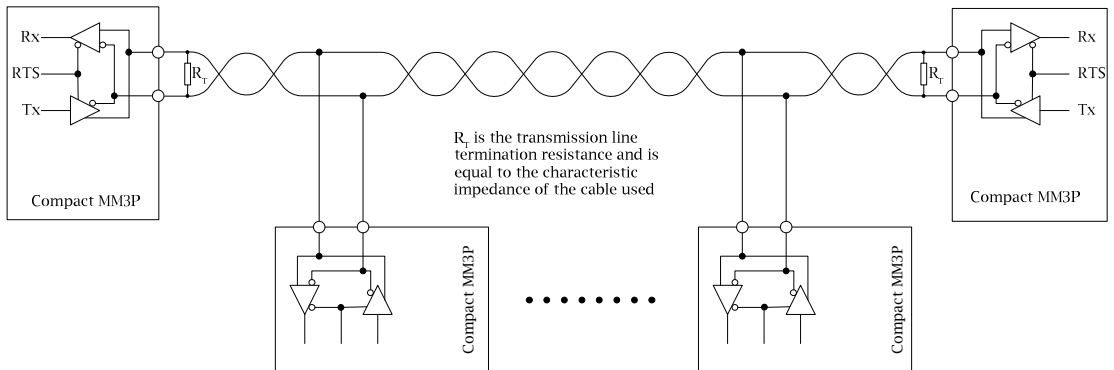 Rx
RTS
Tx
RT
Compact MM3P
RT is the transmission line
termination resistance and is
equal to the characteristic
impedance of the cable used
RT
Rx
RTS
Tx
Compact MM3P
Compact MM3P
Compact MM3P